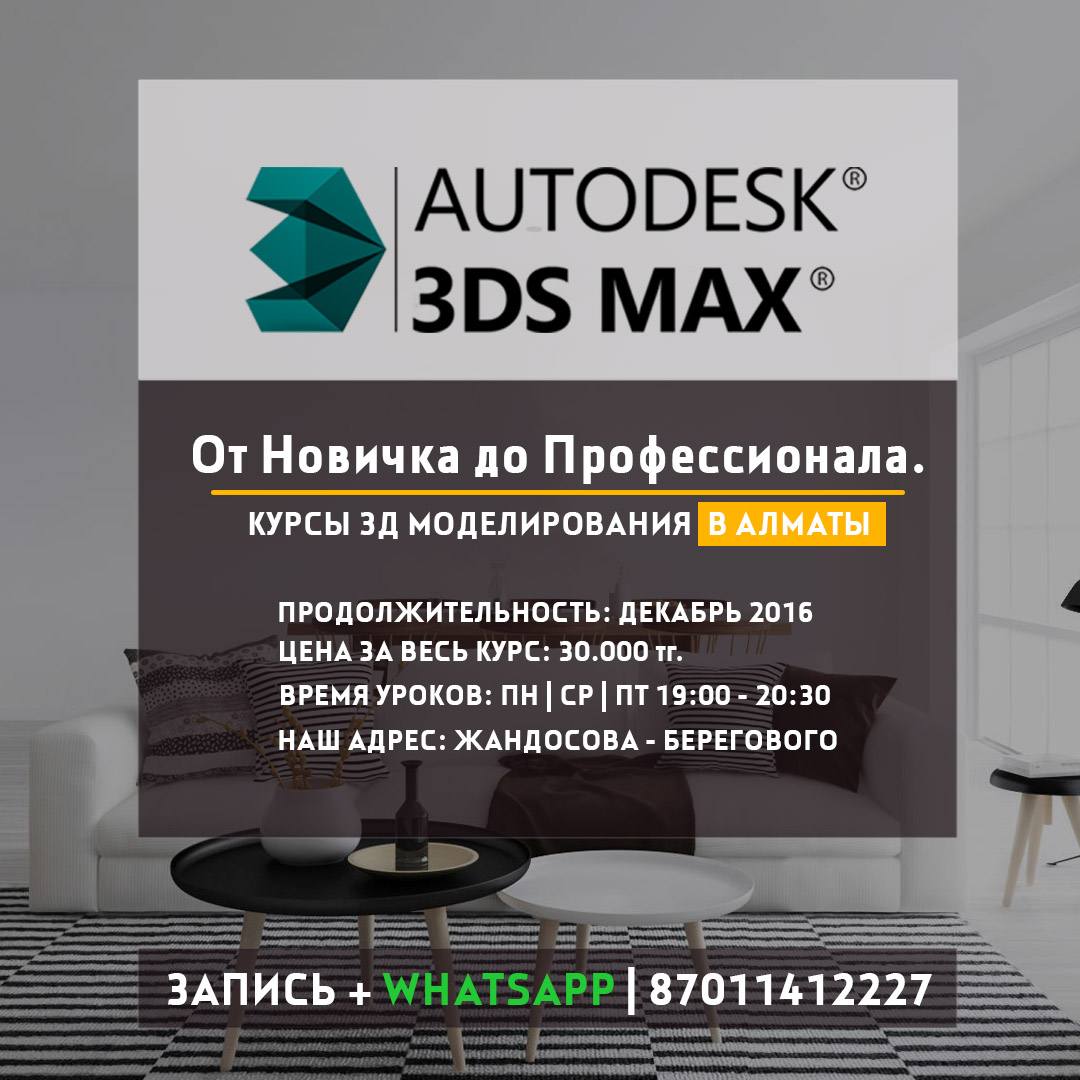 AUTODESK®
3DS MAX®
От Новичка до Профессионала.
КУРСЫ 3Д МОДЕЛИРОВАНИЯ В АЛМАТЫ
ПРОДОЛЖИТЕЛЬНОСТЬ: ДЕКАБРЬ 2016
ЦЕНА ЗА ВЕСЬ КУРС: 30.000 тг.
ВРЕМЯ УРОКОВ: ПН | СР | ПТ 19:00 - 20:30
НАШ АДРЕС: ЖАНДОСОВА - БЕРЕГОВОГО
ЗАПИСЬ + WHATSAPP | 87011412227